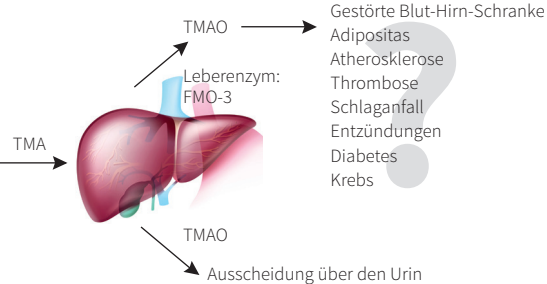 TMAO
Gestörte Blut-Hirn-Schranke
Adipositas
Atherosklerose
Thrombose
Schlaganfall
Entzündungen
Diabetes
Krebs
?
Leberenzym:
FMO-3
TMA
TMAO
Ausscheidung über den Urin